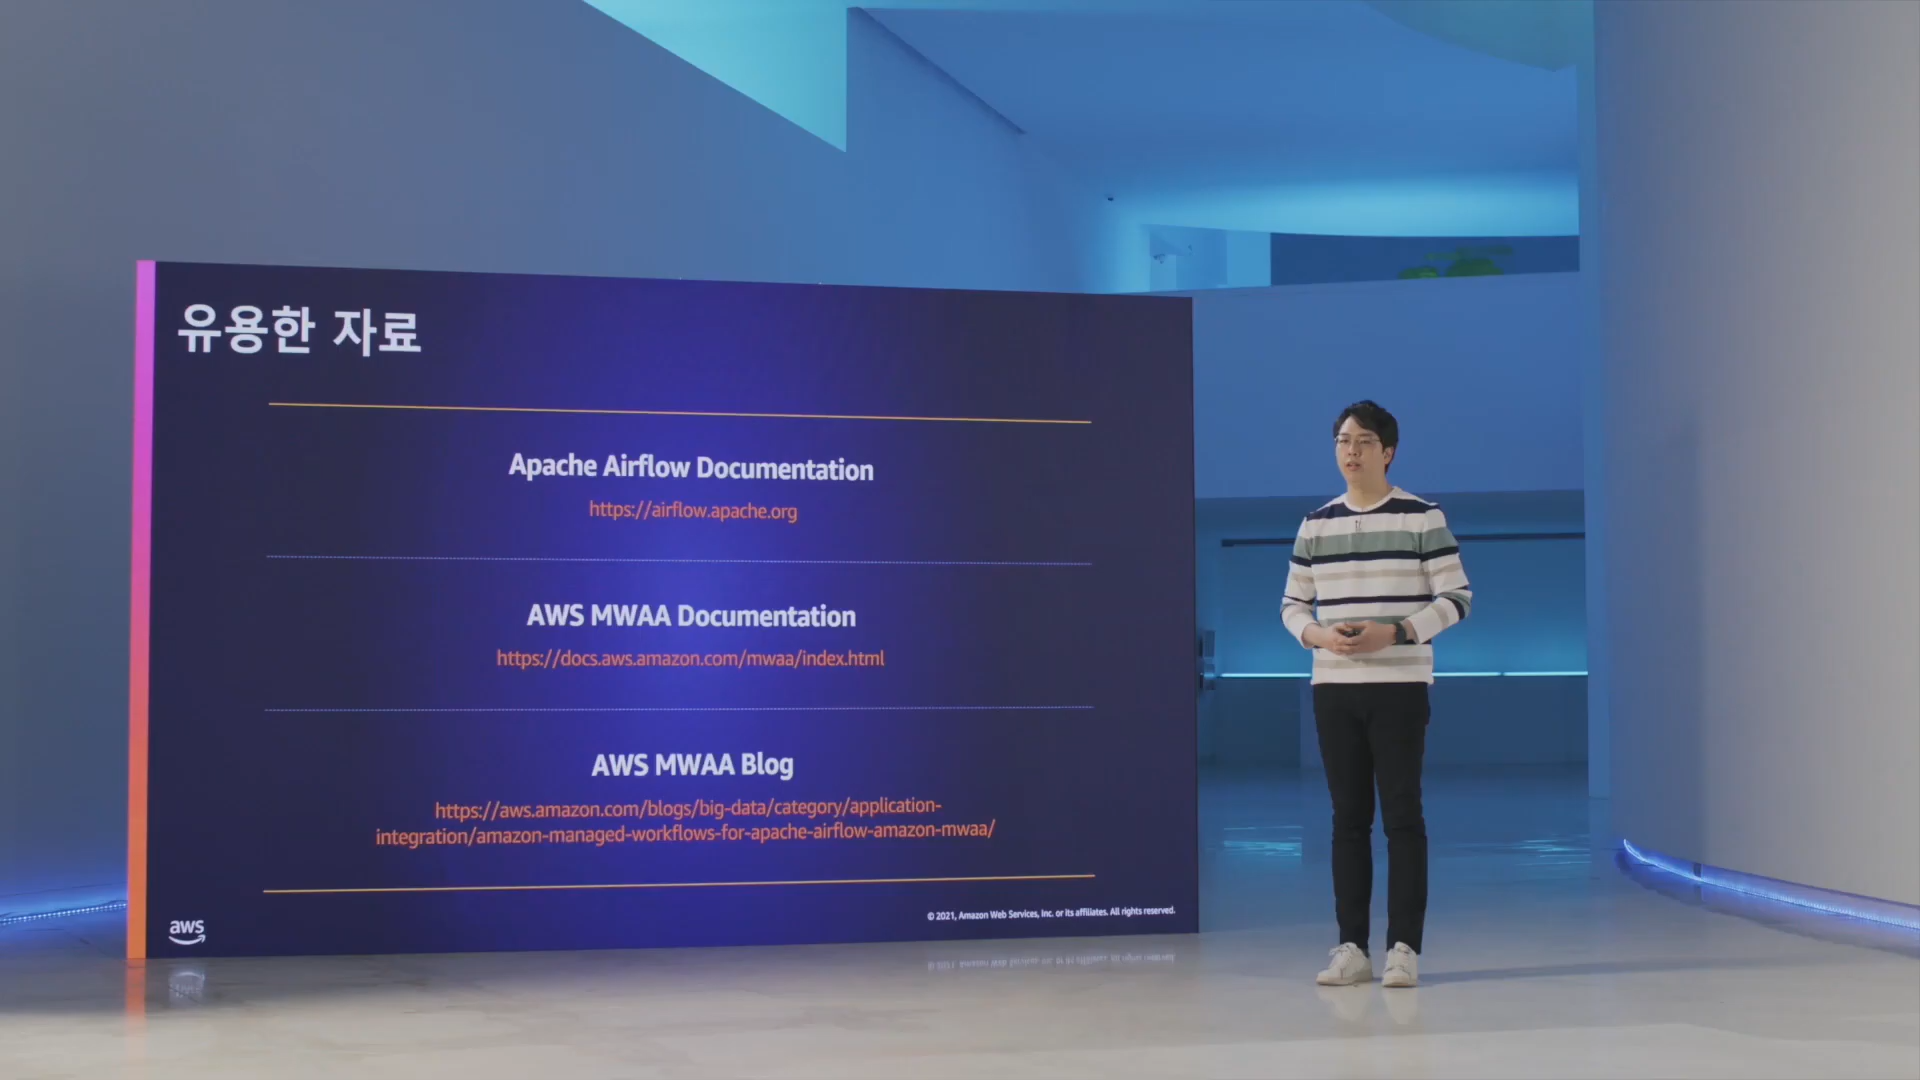 유용한 자료
Apache Airflow Documentation
https://airflow.apache.org
AWS MWAA Documentation
https://docs.aws.amazon.com/mwaa/index.html
AWS MWAA Blog
https://aws.amazon.com/blogs/big-data/category/application-
integration/amazon-managed-workflows-for-apache-airflow-amazon-mwaa/
aws
© 2021, Amazon Web Services, Inc. or its affiliates. All rights reserved.